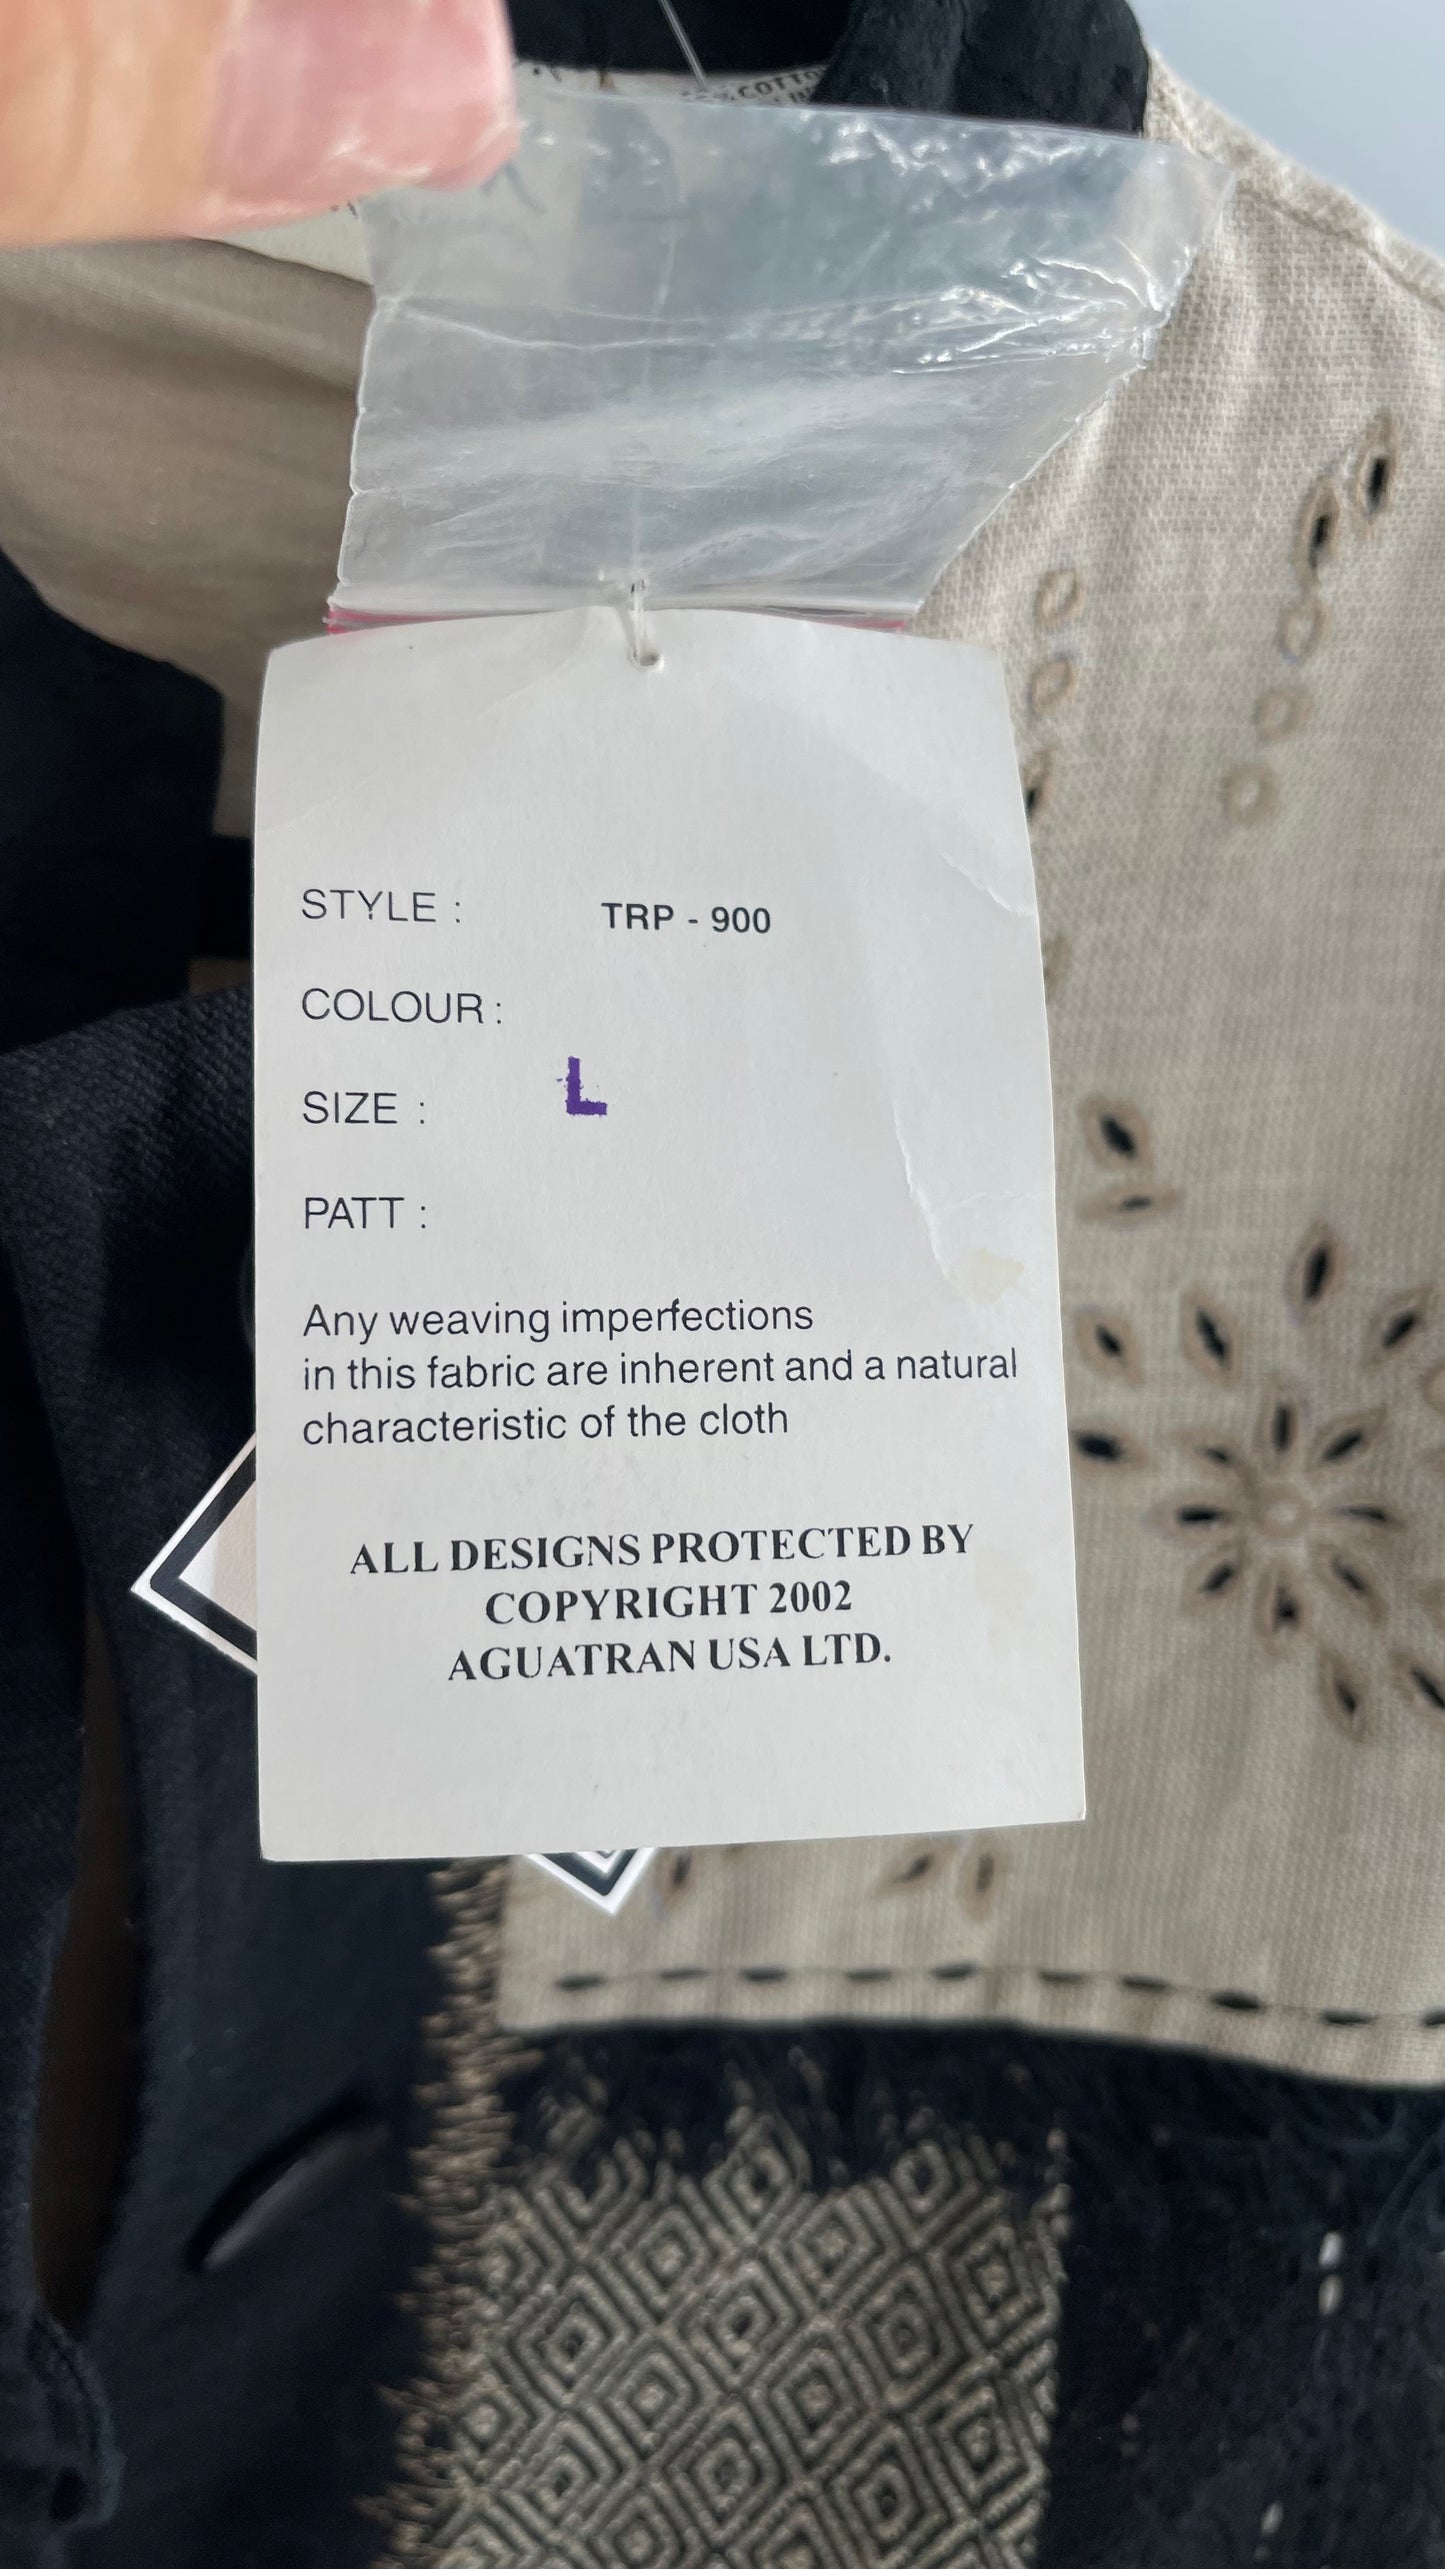 COTTO
STYLE : TRP - 900
COLOUR :
SIZE : L
PATT :
Any weaving imperfections
in this fabric are inherent and a natural
characteristic of the cloth
ALL DESIGNS PROTECTED BY
COPYRIGHT 2002
AGUATRAN USA LTD.